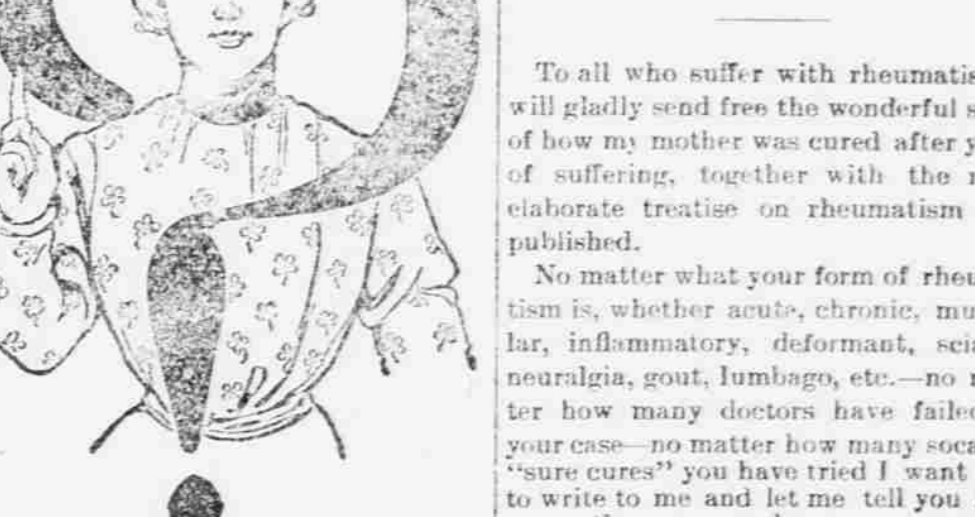 To all who suffer with rheumatis
will gladly send free the wonderful s
of how my mother was cured after y
of suffering, together with the
elaborate treatise on rheumatism
published.
No matter what your form of rheu
tism is, whether acute, chronic, mu
lar, inflammatory, deformant, scia
neuralgia, gout, lumbago, etc.—no
ter how many doctors have failed
your case—no matter how many soca
“sure cures” you have tried I want
to write to me and let me tell you